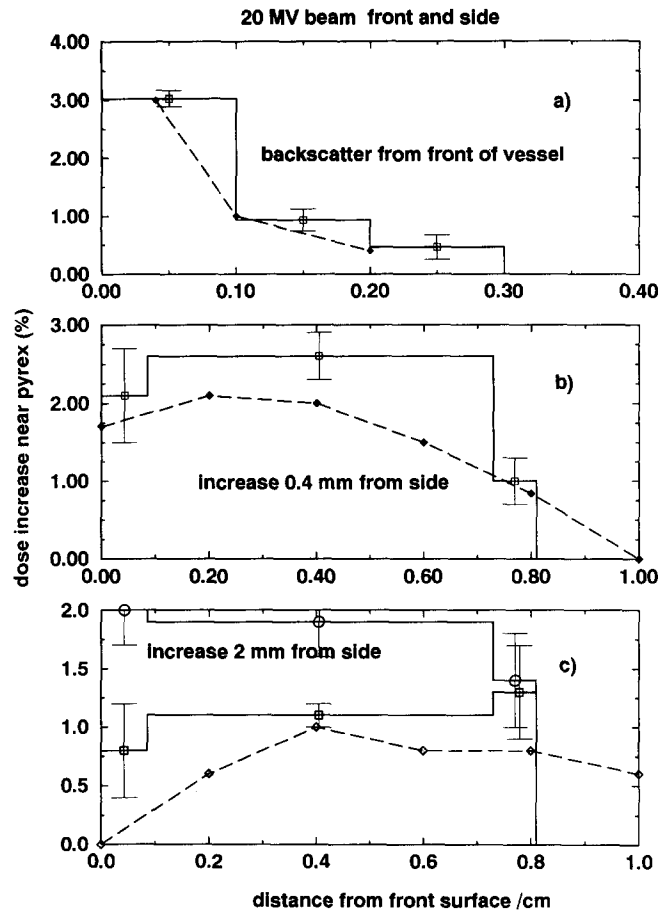 20 MV beam front and side
4.00
3.00
2.00
1.00
0.00
a)
backscatter from front of vessel
0.00 0.10 0.20 0.30 0.40
3.00
2.00
1.00
0.00
b)
increase 0.4 mm from side
0.00 0.20 0.40 0.60 0.80 1.00
dose increase near pyrex (%)
2.0
1.5
1.0
0.5
0.0
increase 2 mm from side
c)
0.0 0.2 0.4 0.6 0.8 1.0
distance from front surface /cm